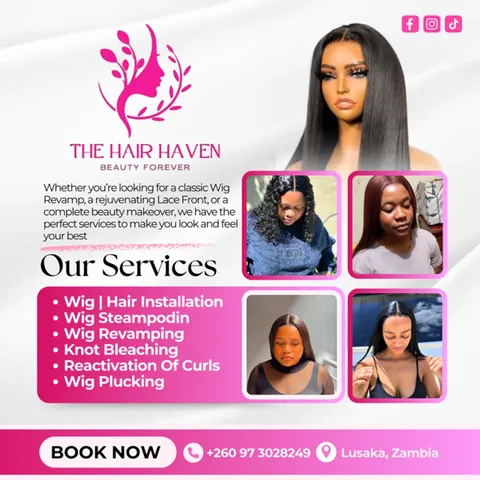 THE HAIR HAVEN
BEAUTY FOREVER
Whether you're looking for a classic Wig
Revamp, a rejuvenating Lace Front, or a
complete beauty makeover, we have the
perfect services to make you look and feel
your best
Our Services
• Wig | Hair Installation
• Wig Steampodin
• Wig Revamping
• Knot Bleaching
• Reactivation Of Curls
• Wig Plucking
BOOK NOW
+260 97 3028249
Lusaka, Zambia